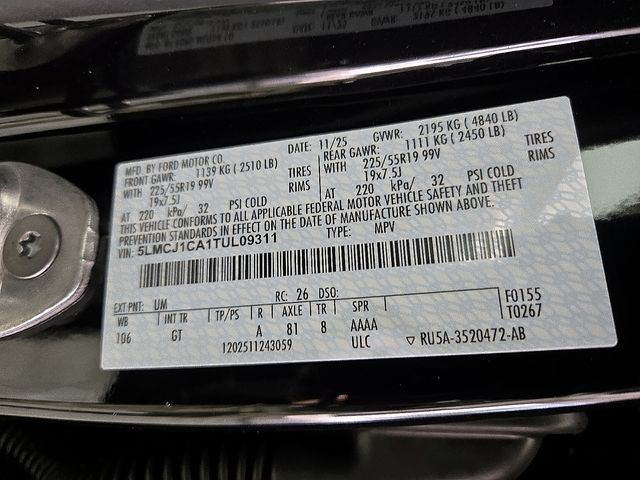 MFD. BY FORD MOTOR CO. DATE: 11/25 GVWR: 2195 KG ( 4840 LB)
FRONT GAWR: 1139 KG ( 2510 LB) REAR GAWR: 1111 KG ( 2450 LB)
WITH 225/55R19 99V TIRES WITH 225/55R19 99V TIRES
19x7.5J RIMS 19x7.5J RIMS
AT 220 kPa/ 32 PSI COLD AT 220 kPa/ 32 PSI COLD
THIS VEHICLE CONFORMS TO ALL APPLICABLE FEDERAL MOTOR VEHICLE SAFETY AND THEFT
PREVENTION STANDARDS IN EFFECT ON THE DATE OF MANUFACTURE SHOWN ABOVE.
VIN: 5LMCJ1CA1TUL09311 TYPE: MPV
EXT PNT: UM RC: 26 DSO: F0155
WB INT TR TP/PS R AXLE TR SPR T0267
106 GT A 81 8 AAAA
1202511243059 ULC ▽ RU5A-3520472-AB